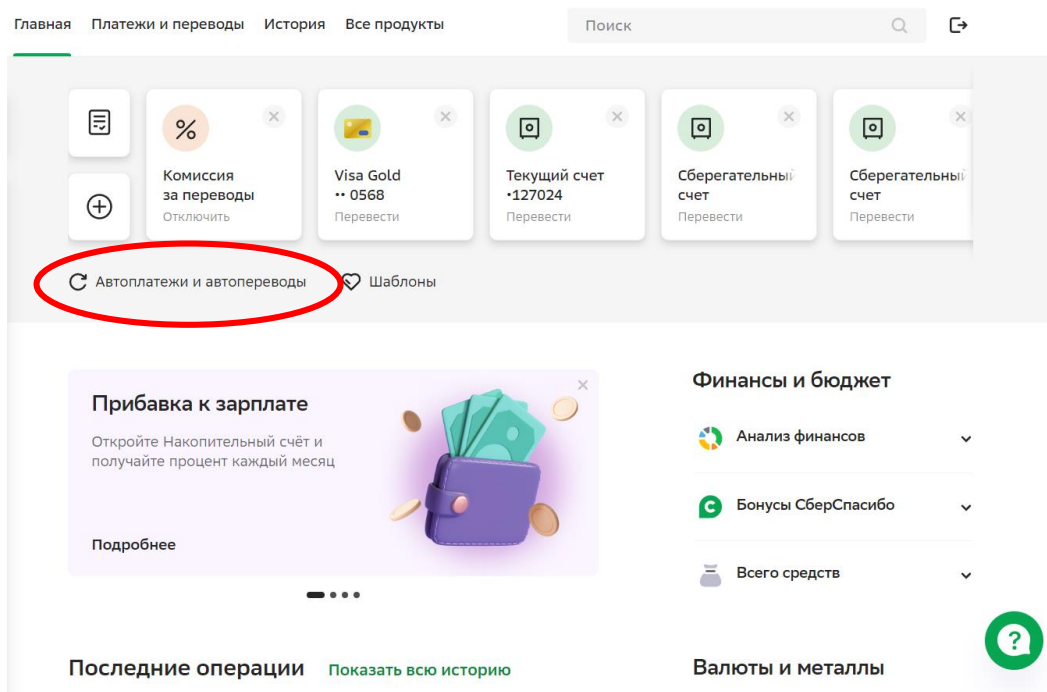 Главная Платежи и переводы История Все продукты Поиск
Комиссия
за переводы
Отключить
Visa Gold
•• 0568
Перевести
Текущий счет
•127024
Перевести
Сберегательный
счет
Перевести
Сберегательный
счет
Перевести
Автоплатежи и автопереводы Шаблоны
Прибавка к зарплате
Откройте Накопительный счёт и
получайте процент каждый месяц
Подробнее
Финансы и бюджет
Анализ финансов
Бонусы СберСпасибо
Всего средств
Последние операции Показать всю историю
Валюты и металлы